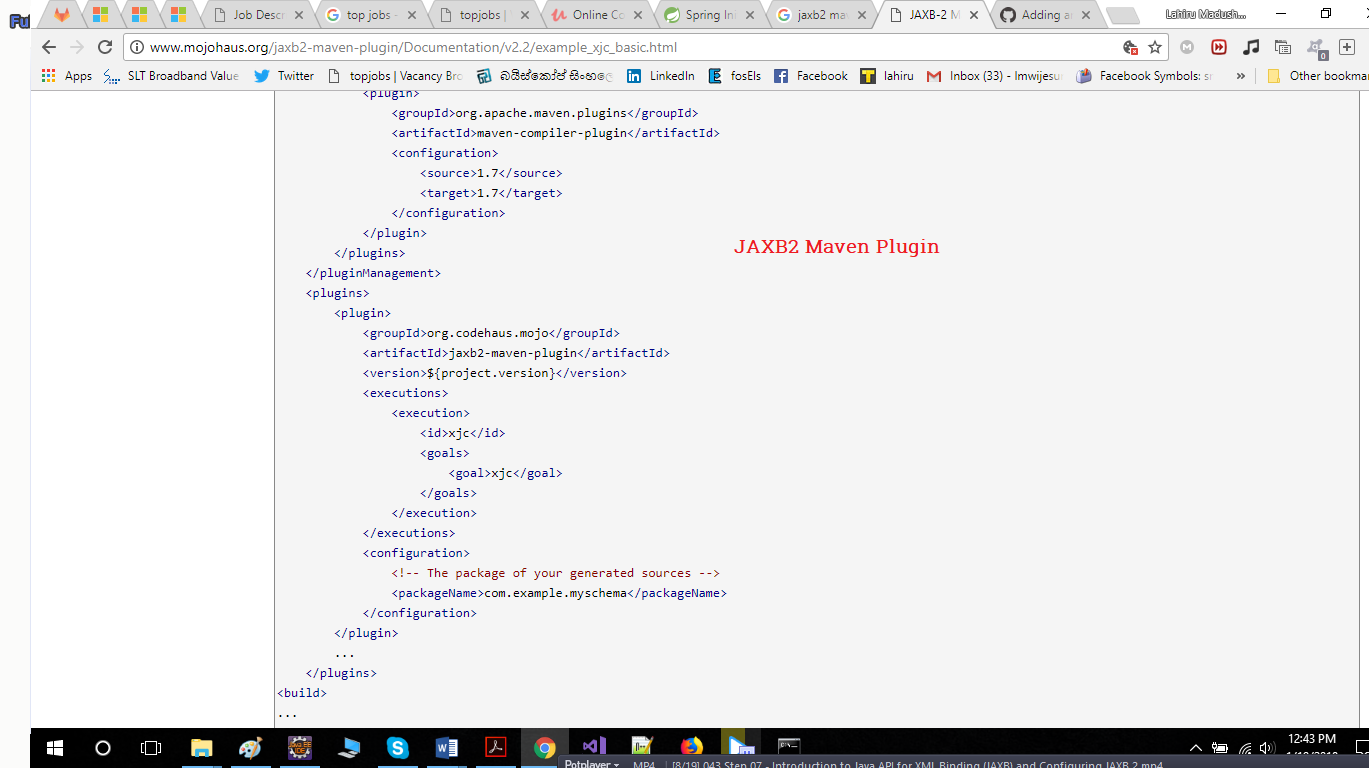 Fu
Job Descr
top jobs -
topjobs |
Online Co
Spring Ini
jaxb2 mav
JAXB-2 M
Adding a
Lahiru Madush...
www.mojohaus.org/jaxb2-maven-plugin/Documentation/v2.2/example_xjc_basic.html
Apps
SLT Broadband Value
Twitter
topjobs | Vacancy Bro
බයිස්කෝප් සිංහලෙ
LinkedIn
fosEls
Facebook
lahiru
Inbox (33) - lmwijesu
Facebook Symbols: sm
»
Other bookma
<plugin>
<groupId>org.apache.maven.plugins</groupId>
<artifactId>maven-compiler-plugin</artifactId>
<configuration>
<source>1.7</source>
<target>1.7</target>
</configuration>
</plugin>
JAXB2 Maven Plugin
</plugins>
</pluginManagement>
<plugins>
<plugin>
<groupId>org.codehaus.mojo</groupId>
<artifactId>jaxb2-maven-plugin</artifactId>
<version>${project.version}</version>
<executions>
<execution>
<id>xjc</id>
<goals>
<goal>xjc</goal>
</goals>
</execution>
</executions>
<configuration>
<!-- The package of your generated sources -->
<packageName>com.example.myschema</packageName>
</configuration>
</plugin>
...
</plugins>
<build>
...
12:43 PM
Potplayer
MP4
[8/19] 043 Step 07 - Introduction to Java API for XML Binding (JAXB) and Configuring JAXB 2.mp4